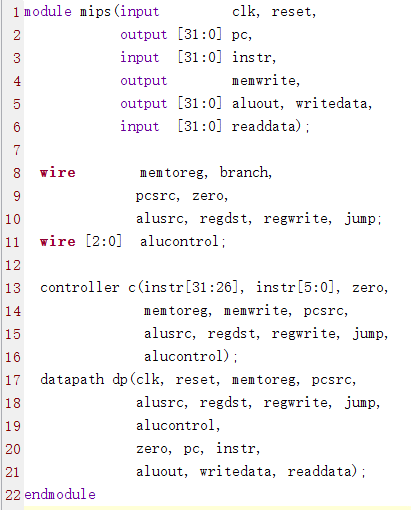 1 module mips(input         clk, reset,
2             output [31:0] pc,
3             input  [31:0] instr,
4             output        memwrite,
5             output [31:0] aluout, writedata,
6             input  [31:0] readdata);
7
8   wire        memtoreg, branch,
9               pcsrc, zero,
10              alusrc, regdst, regwrite, jump;
11  wire [2:0]  alucontrol;
12
13  controller c(instr[31:26], instr[5:0], zero,
14               memtoreg, memwrite, pcsrc,
15               alusrc, regdst, regwrite, jump,
16               alucontrol);
17  datapath dp(clk, reset, memtoreg, pcsrc,
18              alusrc, regdst, regwrite, jump,
19              alucontrol,
20              zero, pc, instr,
21              aluout, writedata, readdata);
22 endmodule